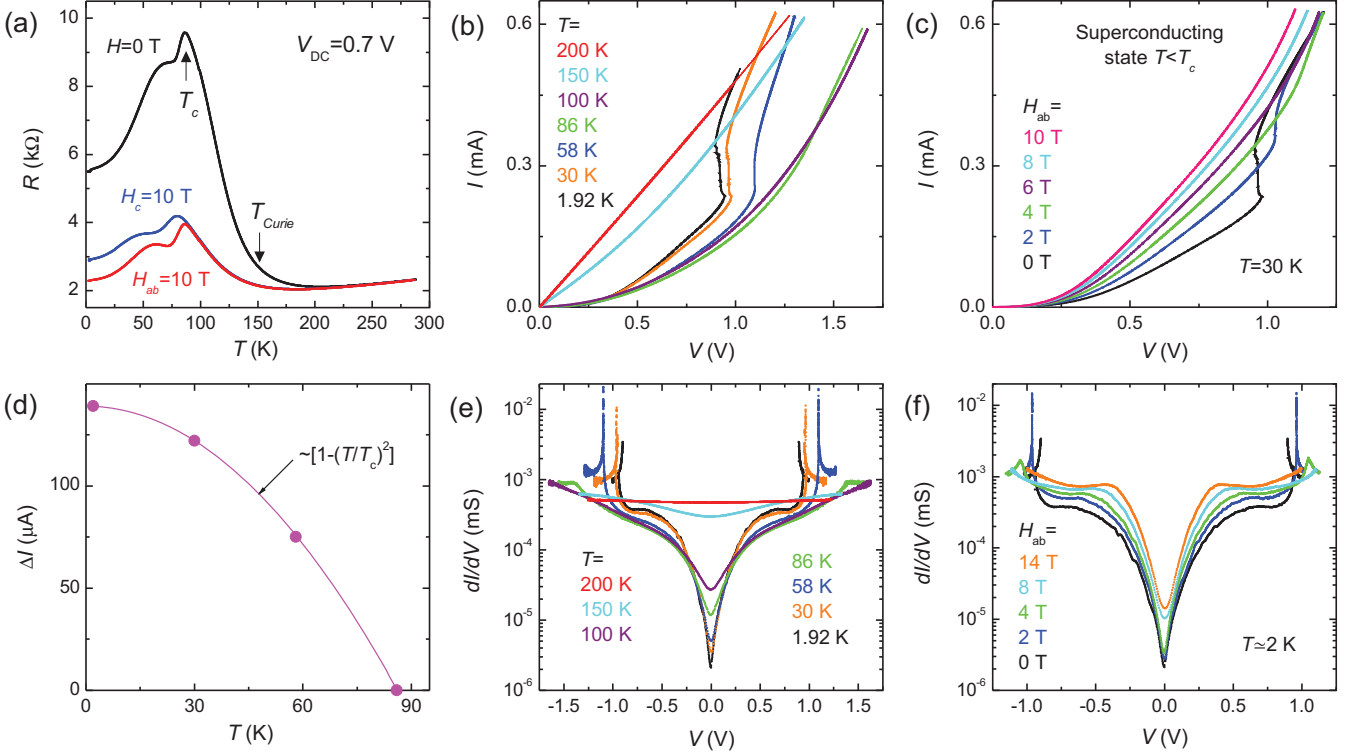 (a)
H=0 T
V_DC=0.7 V
T_c
T_Curie
H_c=10 T
H_ab=10 T
10
8
6
4
2
R (kΩ)
0 50 100 150 200 250 300
T (K)
(b)
T=
200 K
150 K
100 K
86 K
58 K
30 K
1.92 K
0.6
0.3
0.0
I (mA)
0.0 0.5 1.0 1.5
V (V)
(c)
Superconducting
state T<T_c
H_ab=
10 T
8 T
6 T
4 T
2 T
0 T
T=30 K
0.6
0.3
0.0
I (mA)
0.0 0.5 1.0
V (V)
(d)
~[1-(T/T_c)²]
100
50
0
ΔI (μA)
0 30 60 90
T (K)
(e)
T=
200 K
150 K
100 K
86 K
58 K
30 K
1.92 K
10⁻²
10⁻³
10⁻⁴
10⁻⁵
10⁻⁶
dI/dV (mS)
-1.5 -1.0 -0.5 0.0 0.5 1.0 1.5
V (V)
(f)
H_ab=
14 T
8 T
4 T
2 T
0 T
T≃2 K
10⁻²
10⁻³
10⁻⁴
10⁻⁵
10⁻⁶
dI/dV (mS)
-1.0 -0.5 0.0 0.5 1.0
V (V)